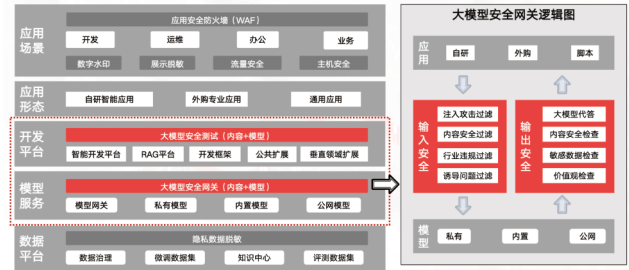 应用场景
应用安全防火墙（WAF）
开发 运维 办公 业务
数字水印 展示脱敏 流量安全 主机安全
应用形态
自研智能应用 外购专业应用 通用应用
开发平台
大模型安全测试（内容+模型）
智能开发平台 RAG平台 开发框架 公共扩展 垂直领域扩展
模型服务
大模型安全网关（内容+模型）
模型网关 私有模型 内置模型 公网模型
数据平台
隐私数据脱敏
数据治理 微调数据集 知识中心 评测数据集
大模型安全网关逻辑图
应用
自研 外购 脚本
输入安全
注入攻击过滤
内容安全过滤
行业违规过滤
诱导问题过滤
输出安全
大模型代答
内容安全检查
敏感数据检查
价值观检查
模型
私有 内置 公网